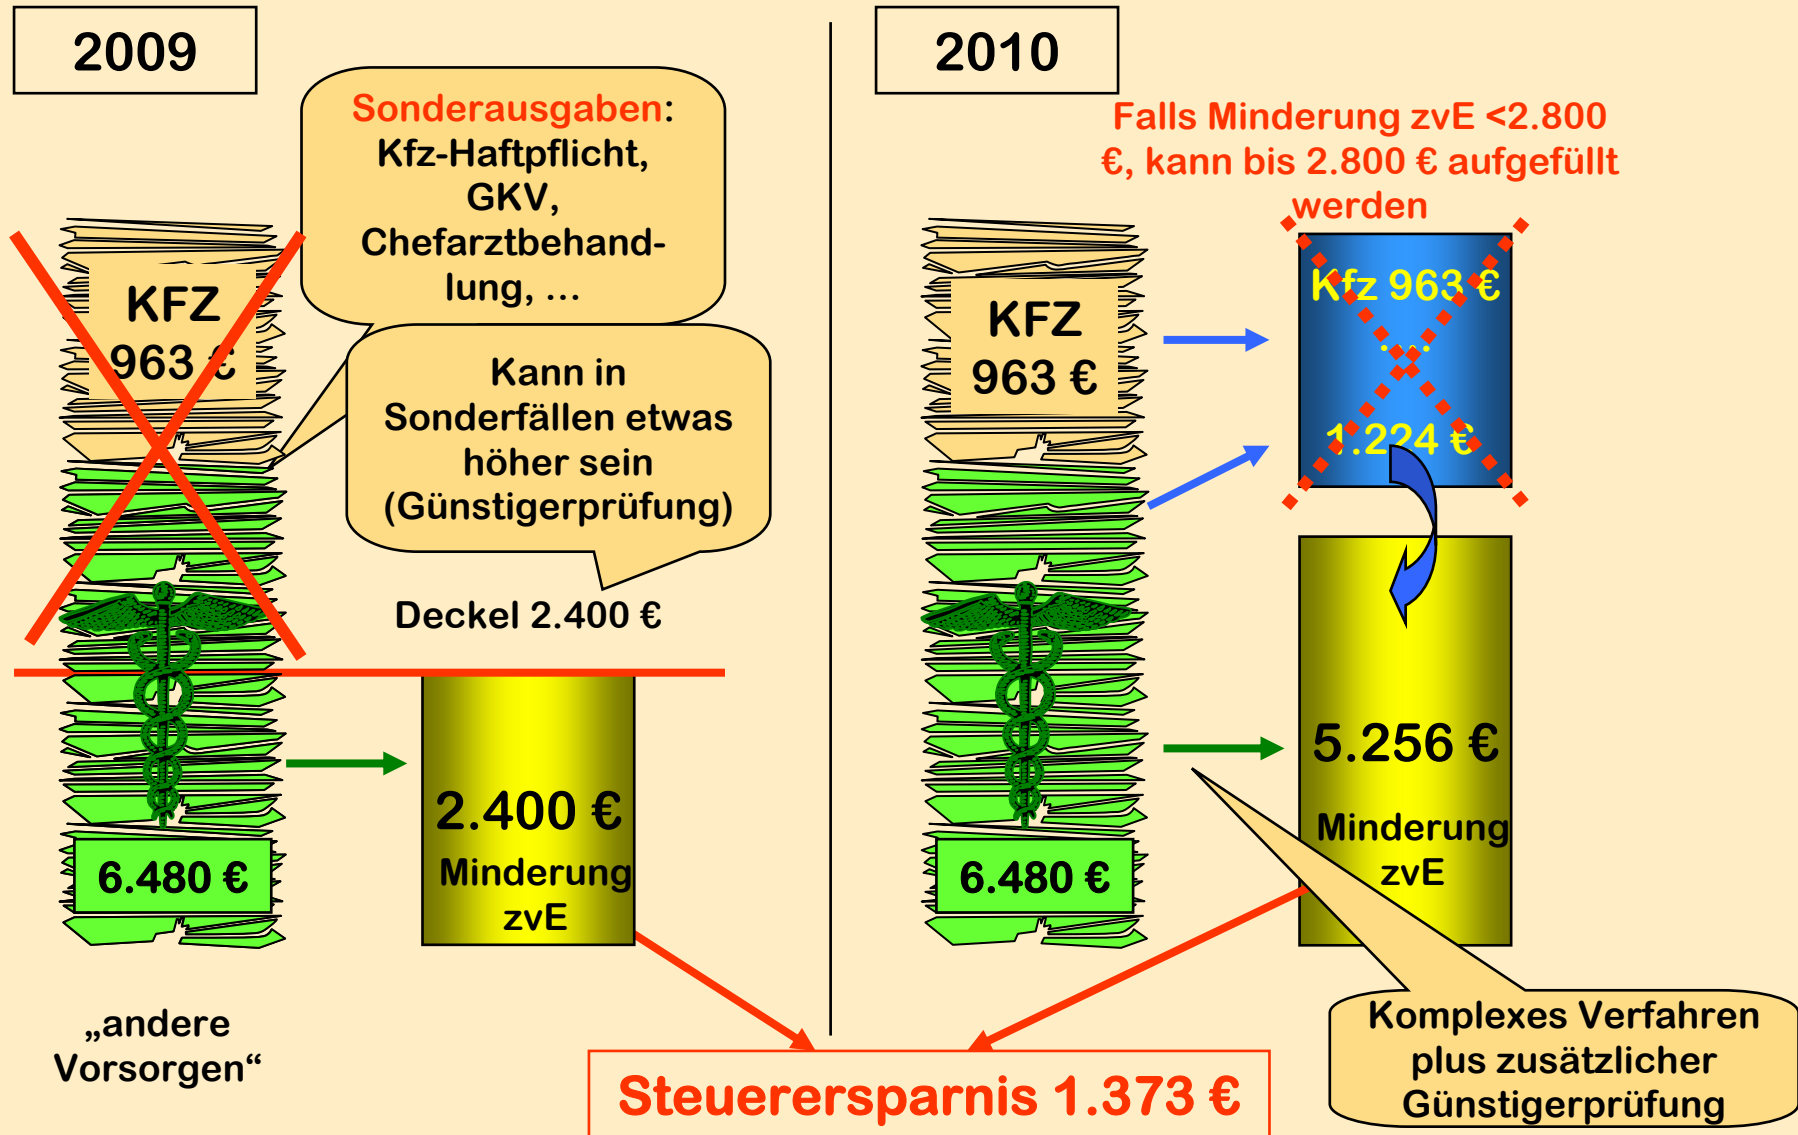 2009
Sonderausgaben:
Kfz-Haftpflicht,
GKV,
Chefarztbehand-
lung, …
KFZ
963 €
Kann in
Sonderfällen etwas
höher sein
(Günstigerprüfung)
Deckel 2.400 €
2.400 €
Minderung
zvE
6.480 €
„andere
Vorsorgen“
2010
Falls Minderung zvE <2.800
€, kann bis 2.800 € aufgefüllt
werden
KFZ
963 €
Kfz 963 €
...
1.224 €
5.256 €
Minderung
zvE
6.480 €
Komplexes Verfahren
plus zusätzlicher
Günstigerprüfung
Steuerersparnis 1.373 €